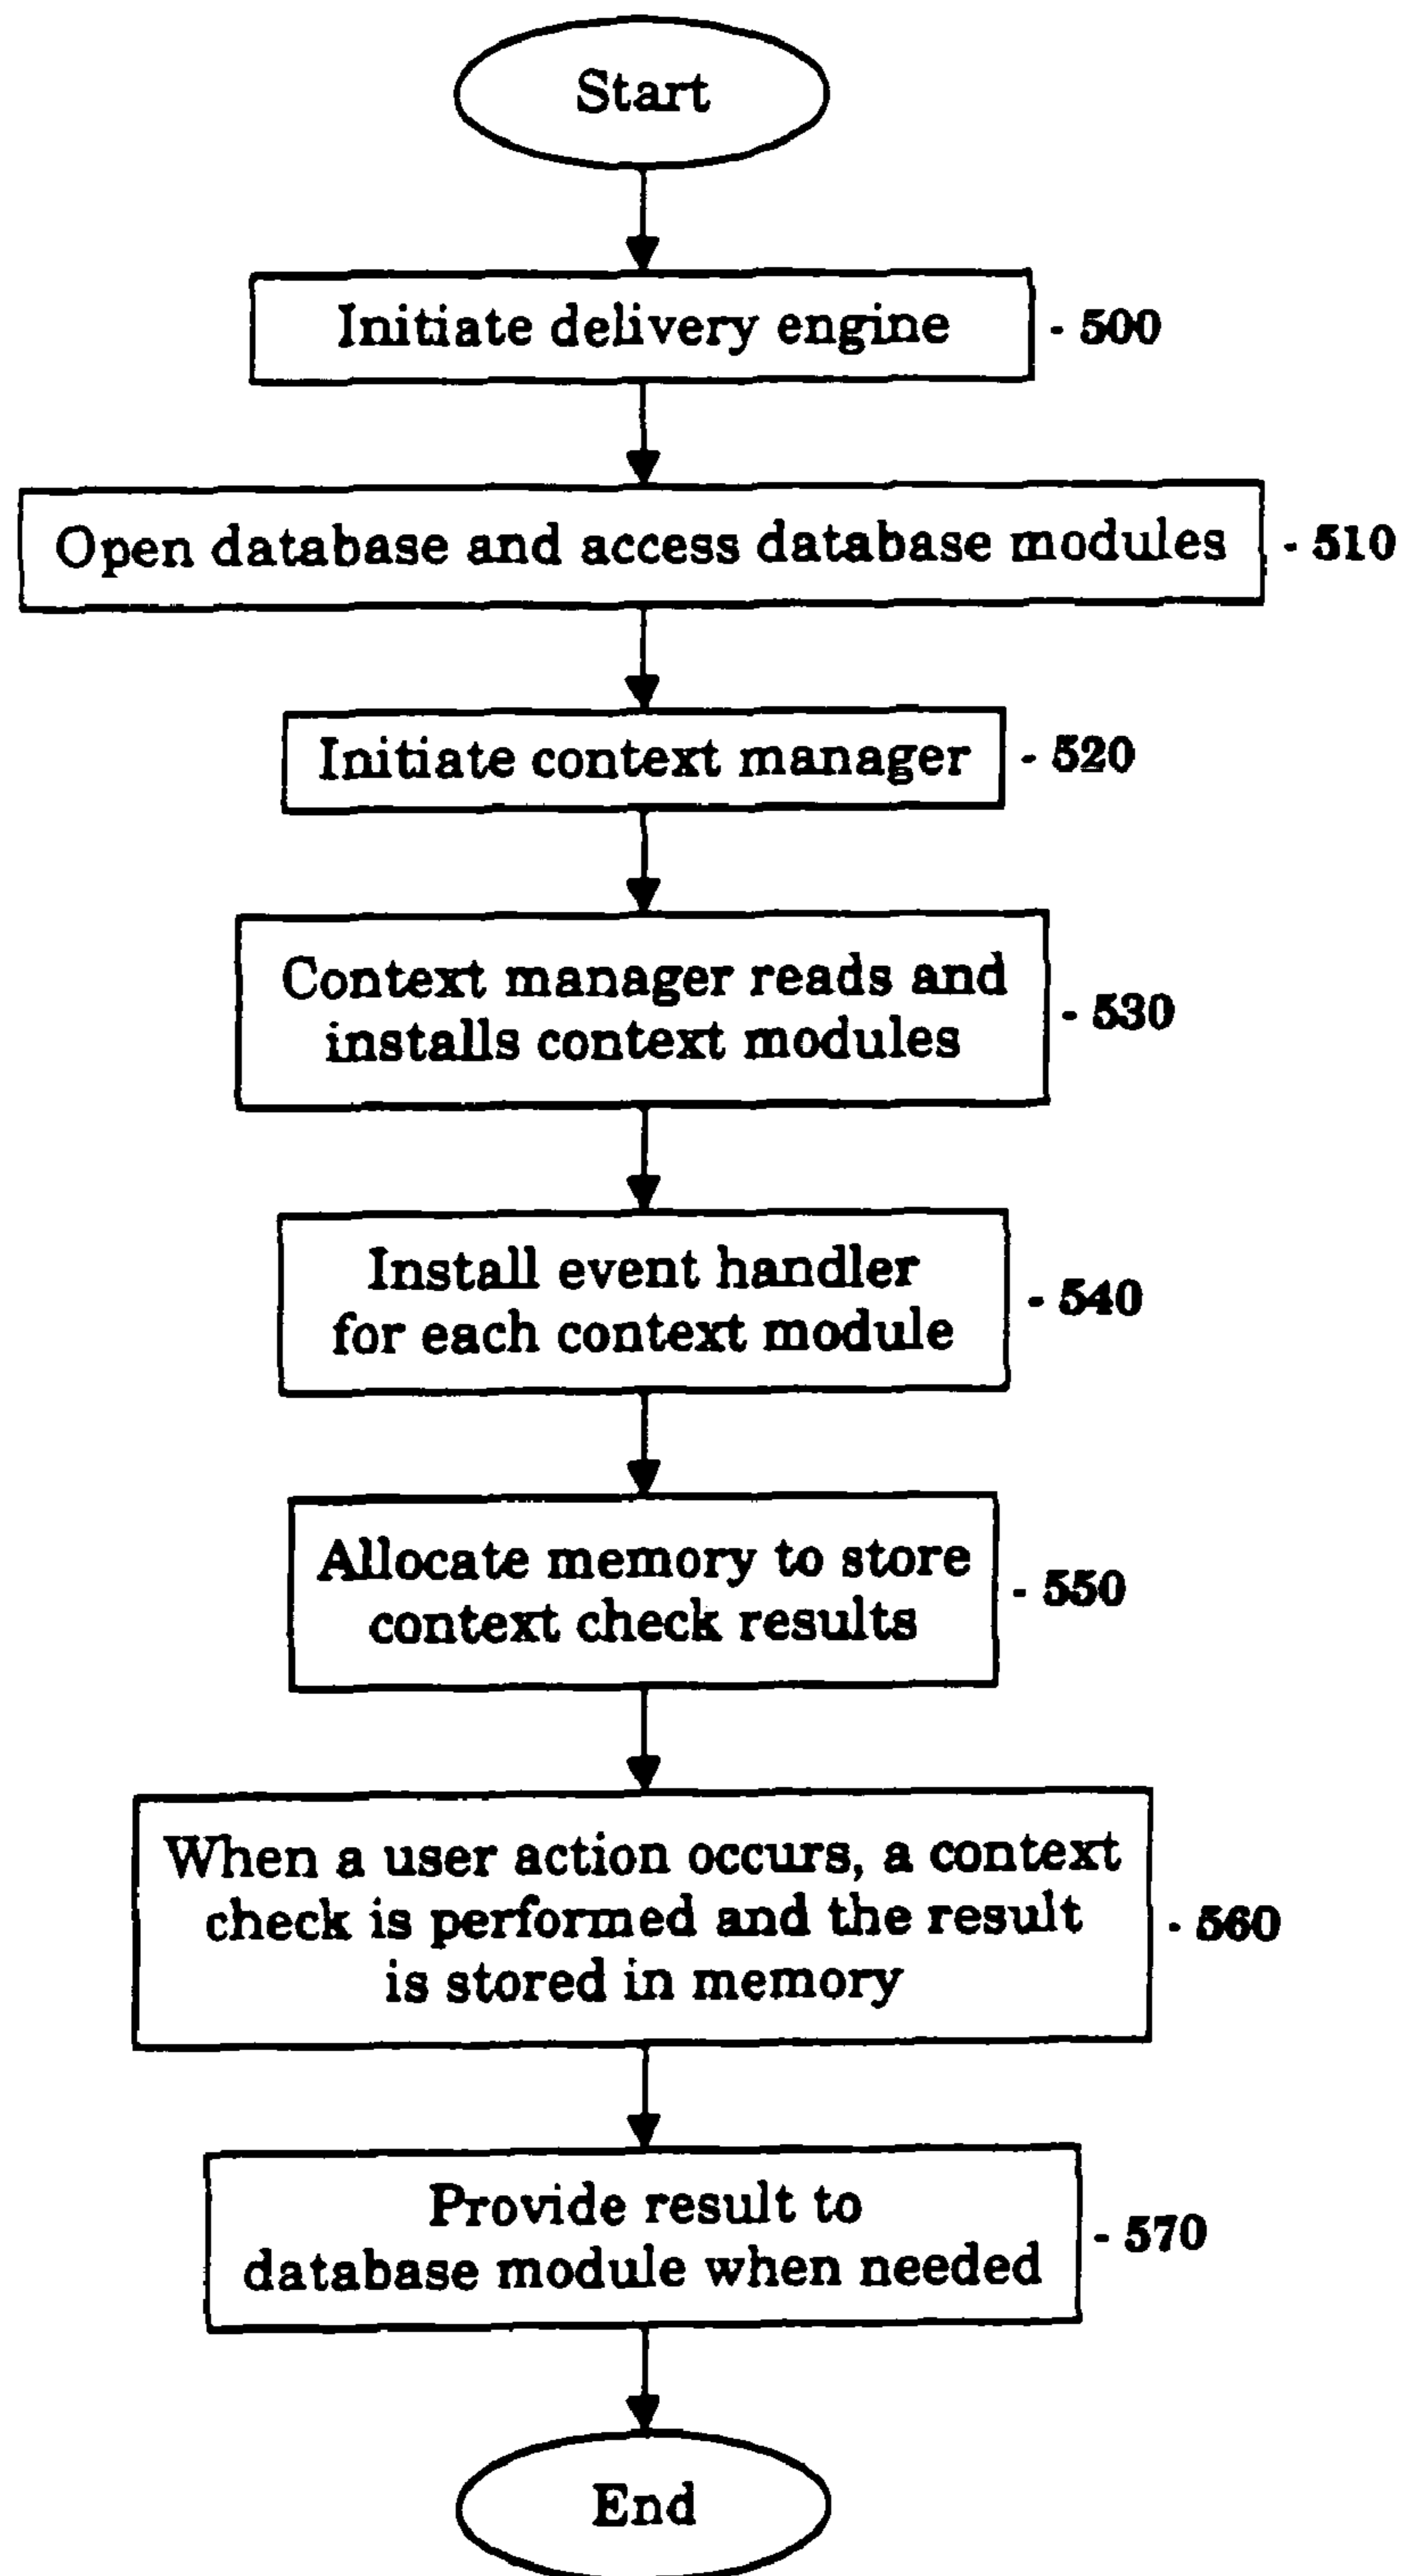 Start
Initiate delivery engine - 500
Open database and access database modules - 510
Initiate context manager - 520
Context manager reads and
installs context modules
- 530
Install event handler
for each context module
- 540
Allocate memory to store
context check results
- 550
When a user action occurs, a context
check is performed and the result
is stored in memory
- 560
Provide result to
database module when needed
- 570
End